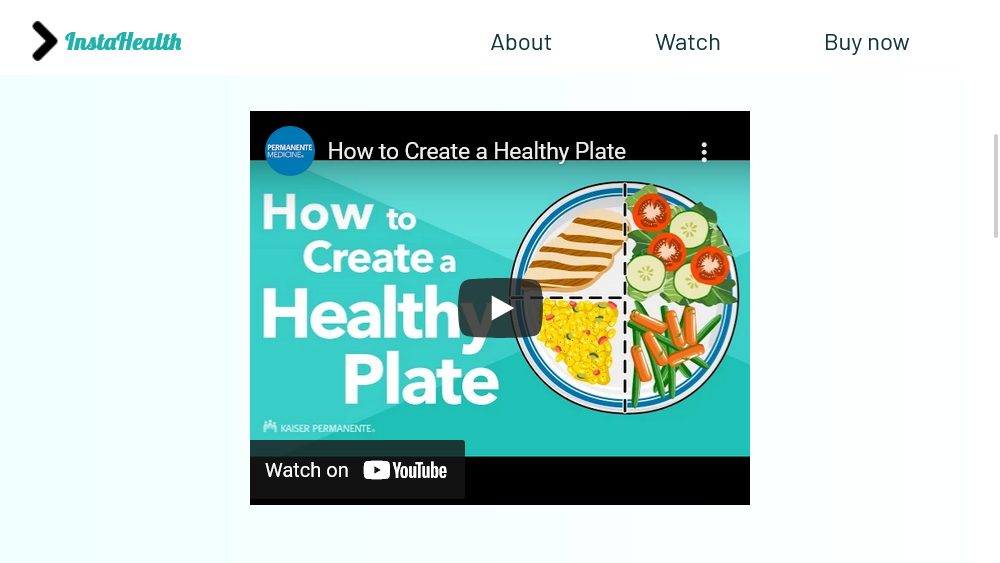 InstaHealth
About
Watch
Buy now
PERMANENTE
MEDICINE®
How to Create a Healthy Plate
How to
Create a
Healthy
Plate
KAISER PERMANENTE®
Watch on YouTube